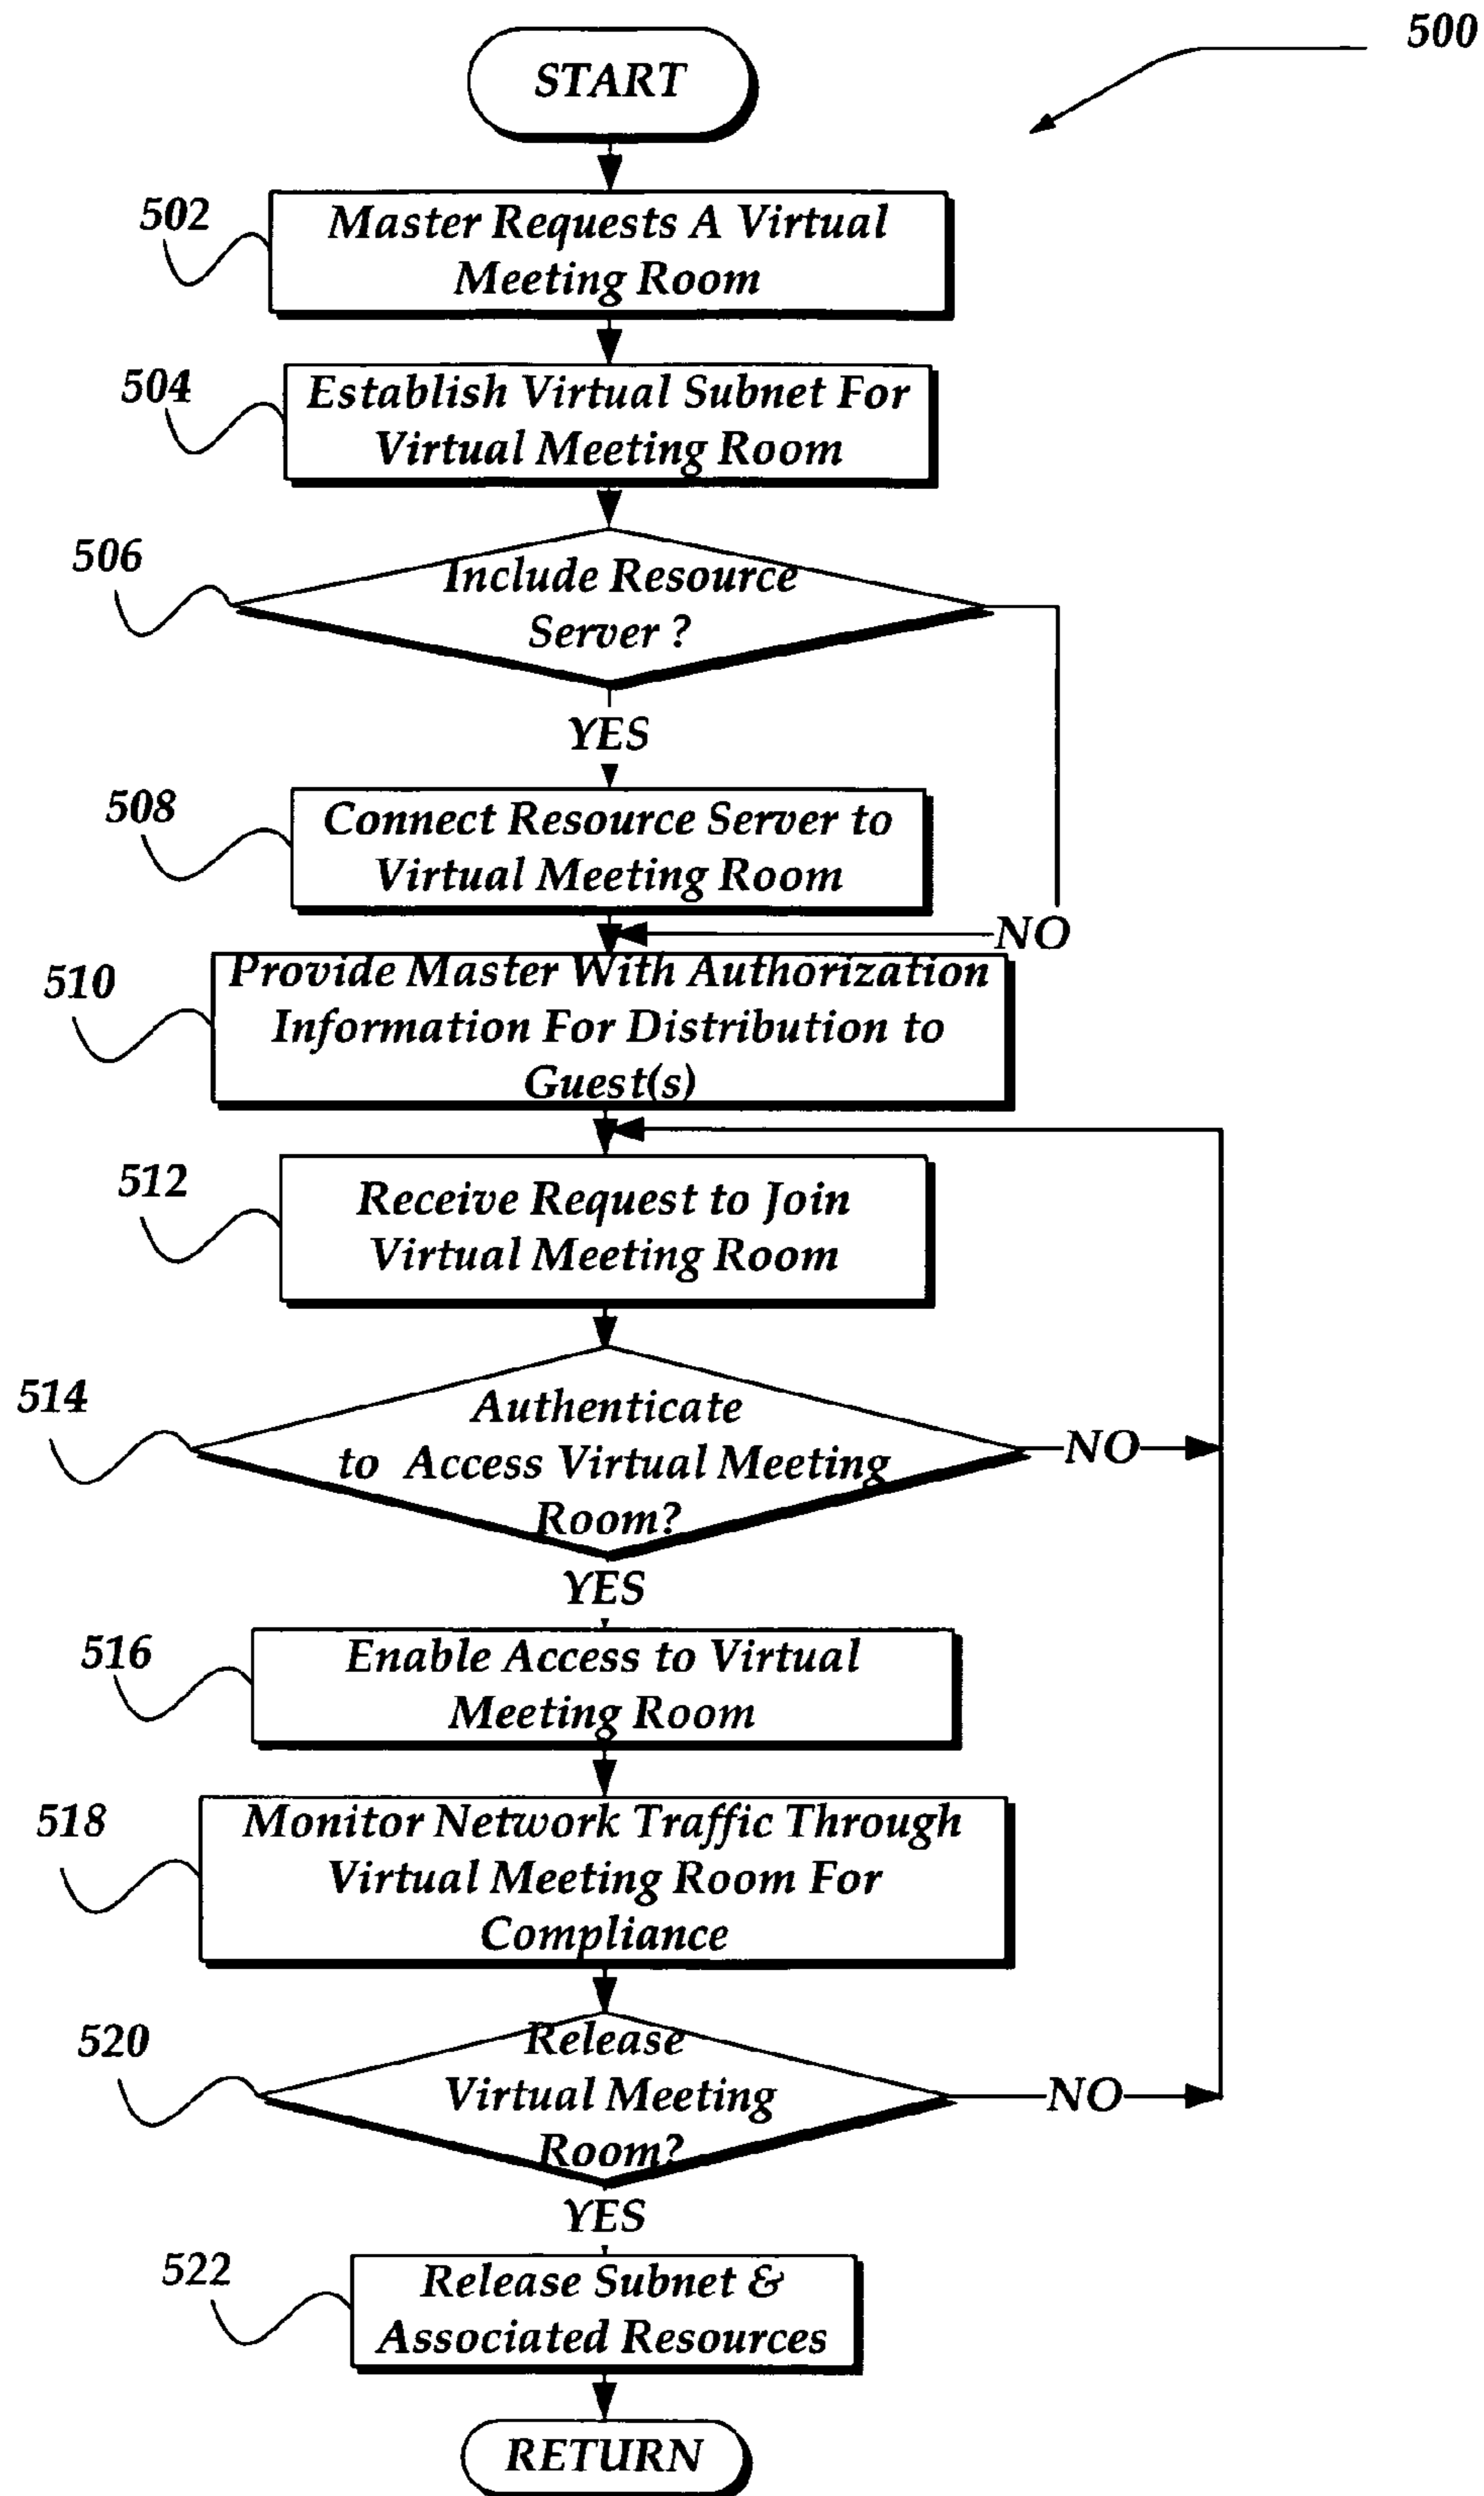 500
START
502
Master Requests A Virtual
Meeting Room
504
Establish Virtual Subnet For
Virtual Meeting Room
506
Include Resource
Server ?
YES
508
Connect Resource Server to
Virtual Meeting Room
NO
510
Provide Master With Authorization
Information For Distribution to
Guest(s)
512
Receive Request to Join
Virtual Meeting Room
514
Authenticate
to Access Virtual Meeting
Room?
NO
YES
516
Enable Access to Virtual
Meeting Room
518
Monitor Network Traffic Through
Virtual Meeting Room For
Compliance
520
Release
Virtual Meeting
Room?
NO
YES
522
Release Subnet &
Associated Resources
RETURN